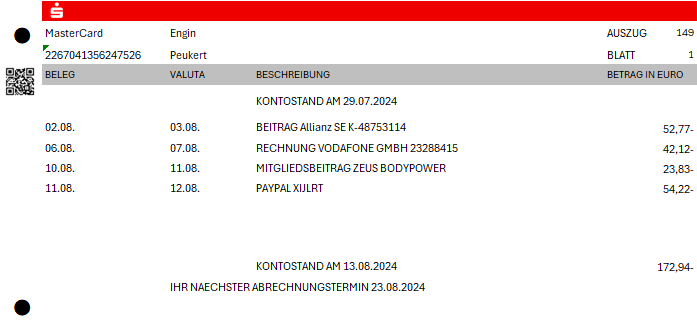 MasterCard Engin AUSZUG 149
2267041356247526 Peukert BLATT 1
BELEG VALUTA BESCHREIBUNG BETRAG IN EURO
KONTOSTAND AM 29.07.2024
02.08. 03.08. BEITRAG Allianz SE K-48753114 52,77-
06.08. 07.08. RECHNUNG VODAFONE GMBH 23288415 42,12-
10.08. 11.08. MITGLIEDSBEITRAG ZEUS BODYPOWER 23,83-
11.08. 12.08. PAYPAL XIJLRT 54,22-
KONTOSTAND AM 13.08.2024 172,94-
IHR NAECHSTER ABRECHNUNGSTERMIN 23.08.2024